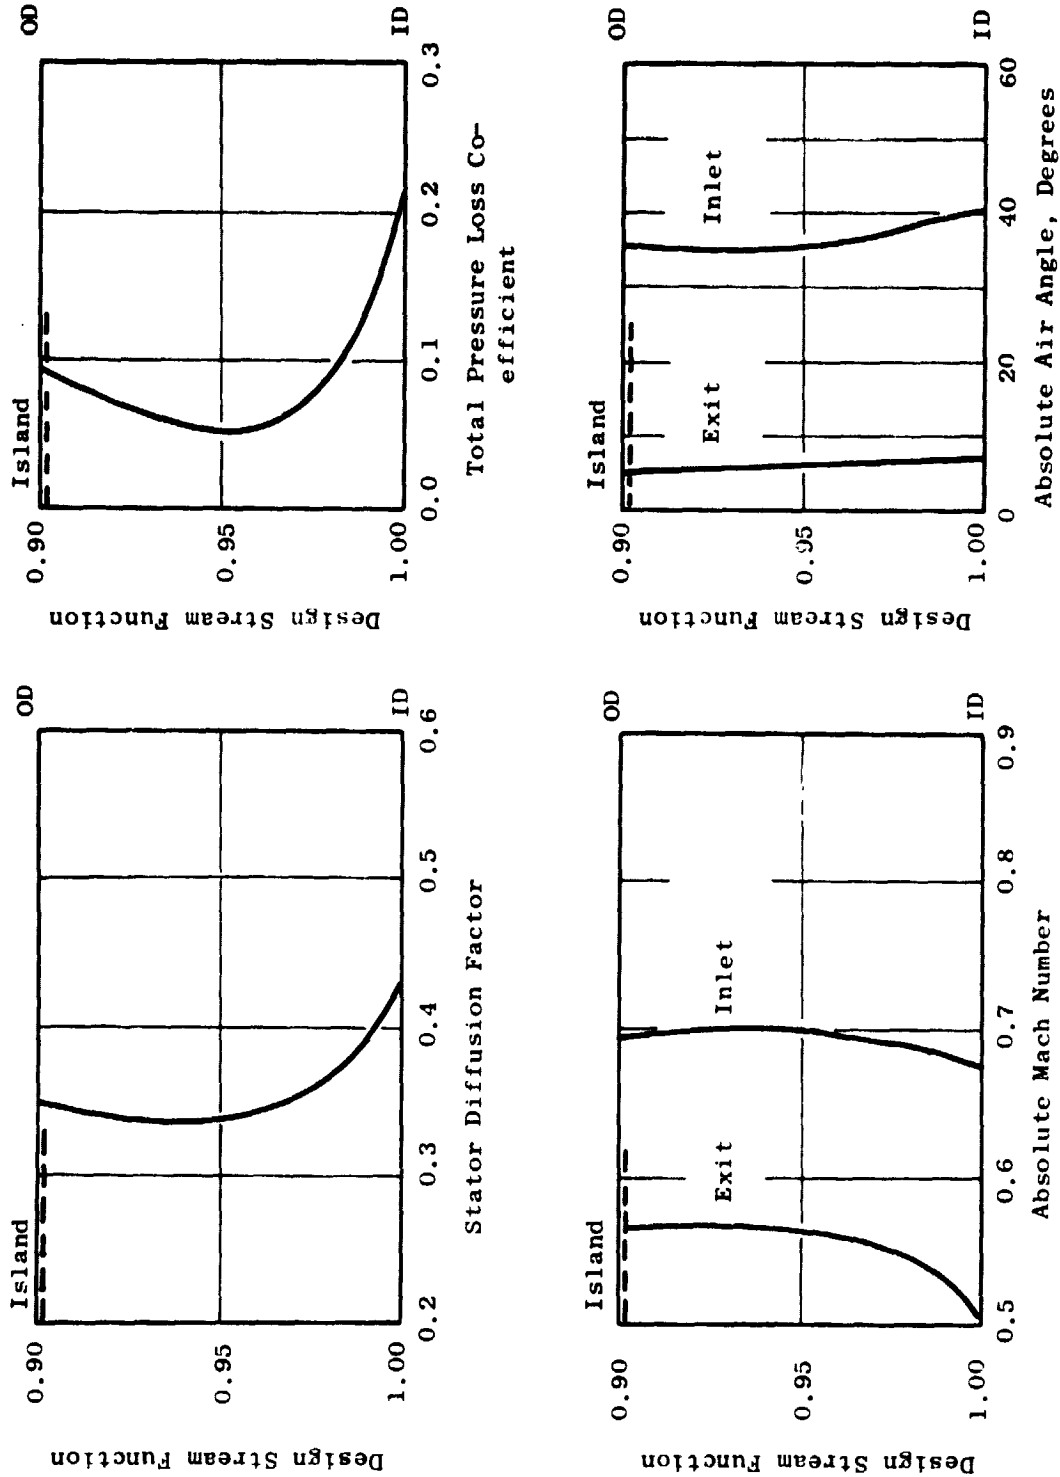 Island
OD
0.90
0.95
1.00
ID
0.2
0.3
0.4
0.5
0.6
Stator Diffusion Factor
Design Stream Function
Island
OD
0.90
0.95
1.00
ID
0.0
0.1
0.2
0.3
Total Pressure Loss Co-
efficient
Design Stream Function
Island
OD
0.90
0.95
1.00
ID
Exit
Inlet
0.5
0.6
0.7
0.8
0.9
Absolute Mach Number
Design Stream Function
Island
OD
0.90
0.95
1.00
ID
Exit
Inlet
0
20
40
60
Absolute Air Angle, Degrees
Design Stream Function